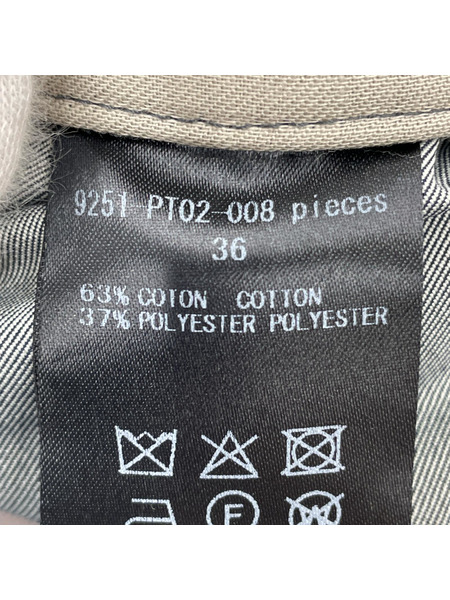 9251-PT02-008 pieces
36
63% COTON COTTON
37% POLYESTER POLYESTER
F
W